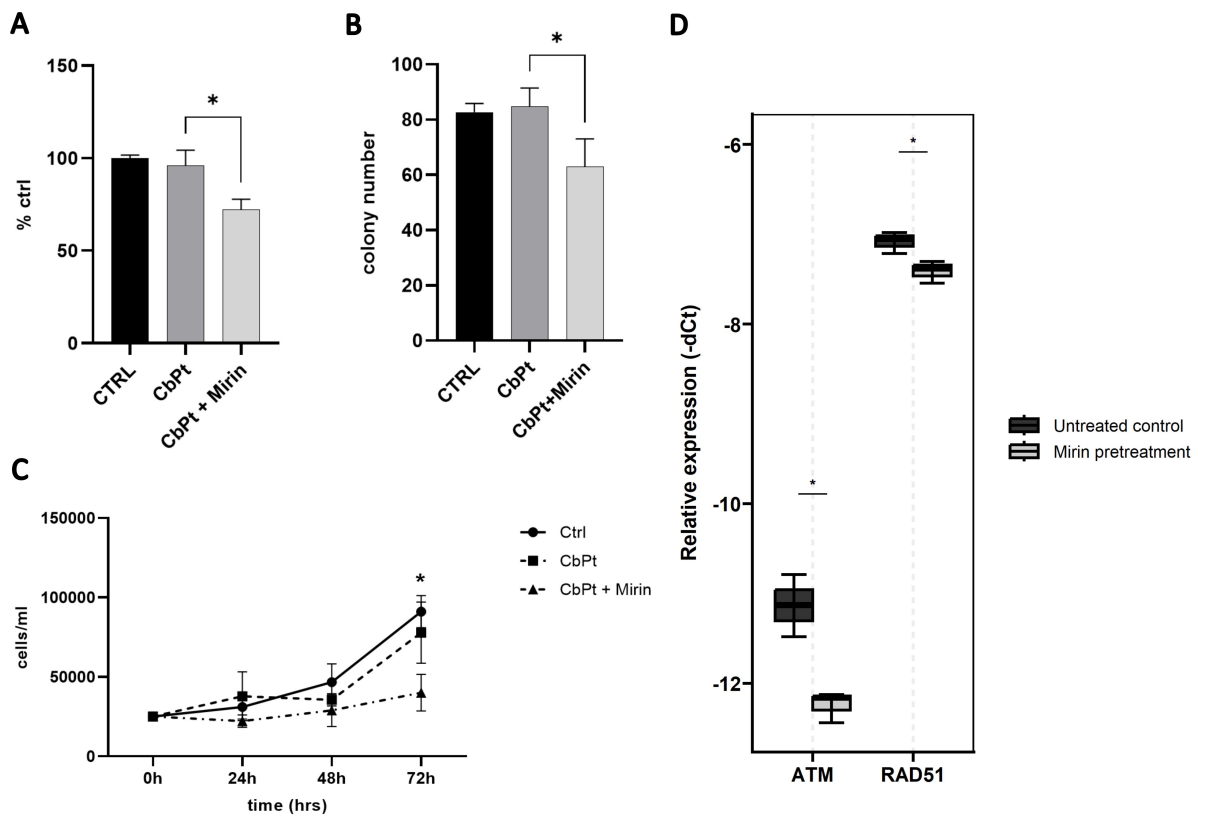 A
150
100
50
0
% ctrl
*
CTRL
CbPt
CbPt + Mirin
B
100
80
60
40
20
0
colony number
*
CTRL
CbPt
CbPt+Mirin
C
150000
100000
50000
0
cells/ml
*
0h
24h
48h
72h
time (hrs)
Ctrl
CbPt
CbPt + Mirin
D
-6
-8
-10
-12
Relative expression (-dCt)
*
*
ATM
RAD51
Untreated control
Mirin pretreatment